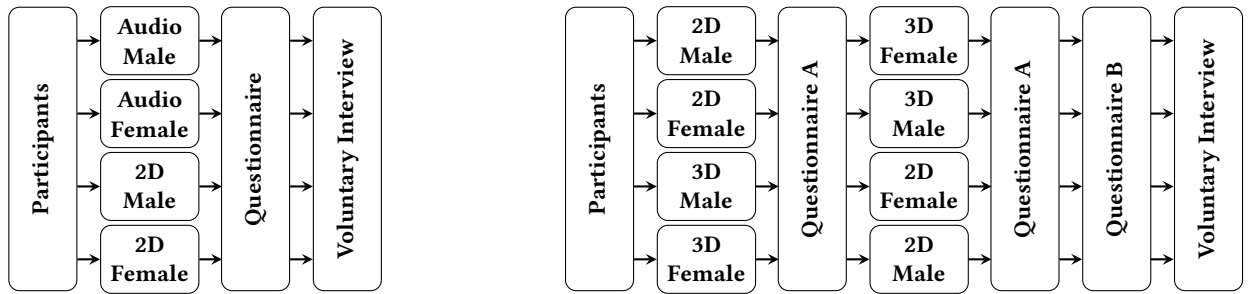 Participants
Audio
Male
Audio
Female
2D
Male
2D
Female
Questionnaire
Voluntary Interview
Participants
2D
Male
2D
Female
3D
Male
3D
Female
Questionnaire A
3D
Female
3D
Male
2D
Female
2D
Male
Questionnaire A
Questionnaire B
Voluntary Interview